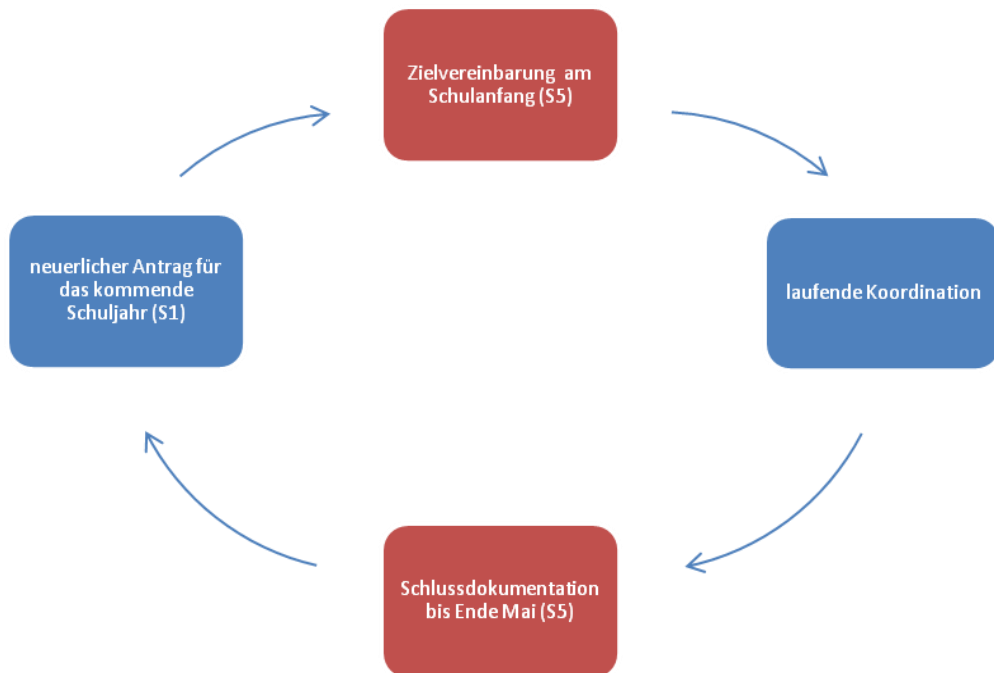 Zielvereinbarung am
Schulanfang (S5)
neuerlicher Antrag für
das kommende
Schuljahr (S1)
laufende Koordination
Schlussdokumentation
bis Ende Mai (S5)